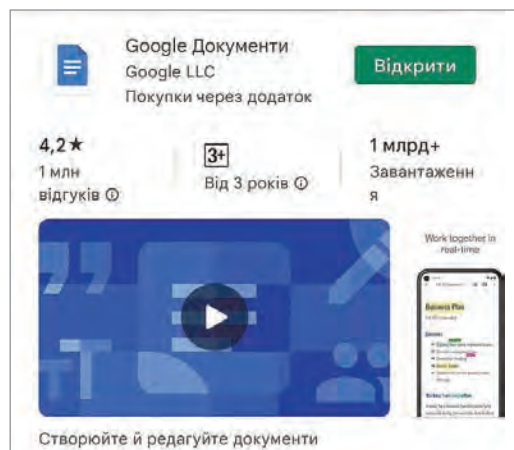 Google Документи
Google LLC
Покупки через додаток
Відкрити
4,2★
1 млн
відгуків
3+
Від 3 років
1 млрд+
Завантаженн
я
Work together in
real-time
Business Plan
Створюйте й редагуйте документи